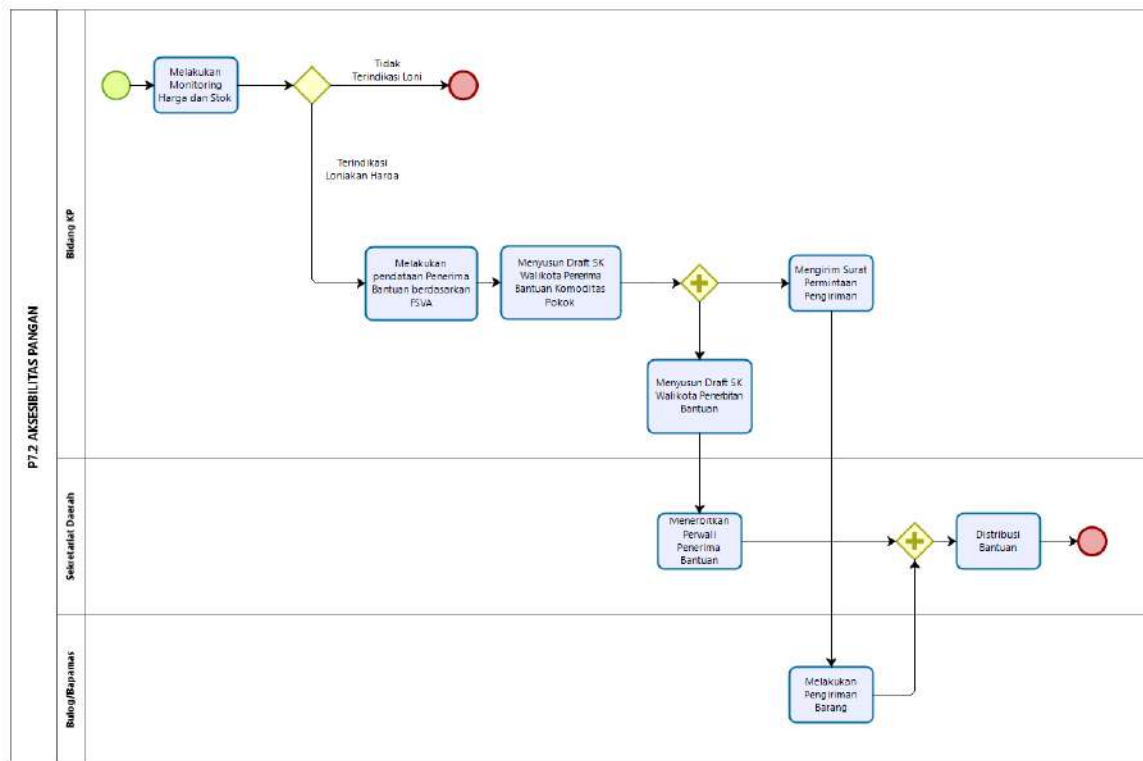 P7.2 AKSESIBILITAS PANGAN
Bidang KP
Melakukan
Monitoring
Harga dan Stok
Tidak
Terindikasi Loni
Terindikasi
Loniakan Harga
Melakukan
pendataan Penerima
Bantuan berdasarkan
FSVA
Menyusun Draft SK
Walikota Penerima
Bantuan Komoditas
Pokok
Mengirim Surat
Permintaan
Pengiriman
Menyusun Draft SK
Walikota Penerbitan
Bantuan
Sekretariat Daerah
Menerbitkan
Perwali
Penerima
Bantuan
Distribusi
Bantuan
Bulog/Bapamas
Melakukan
Pengiriman
Barang